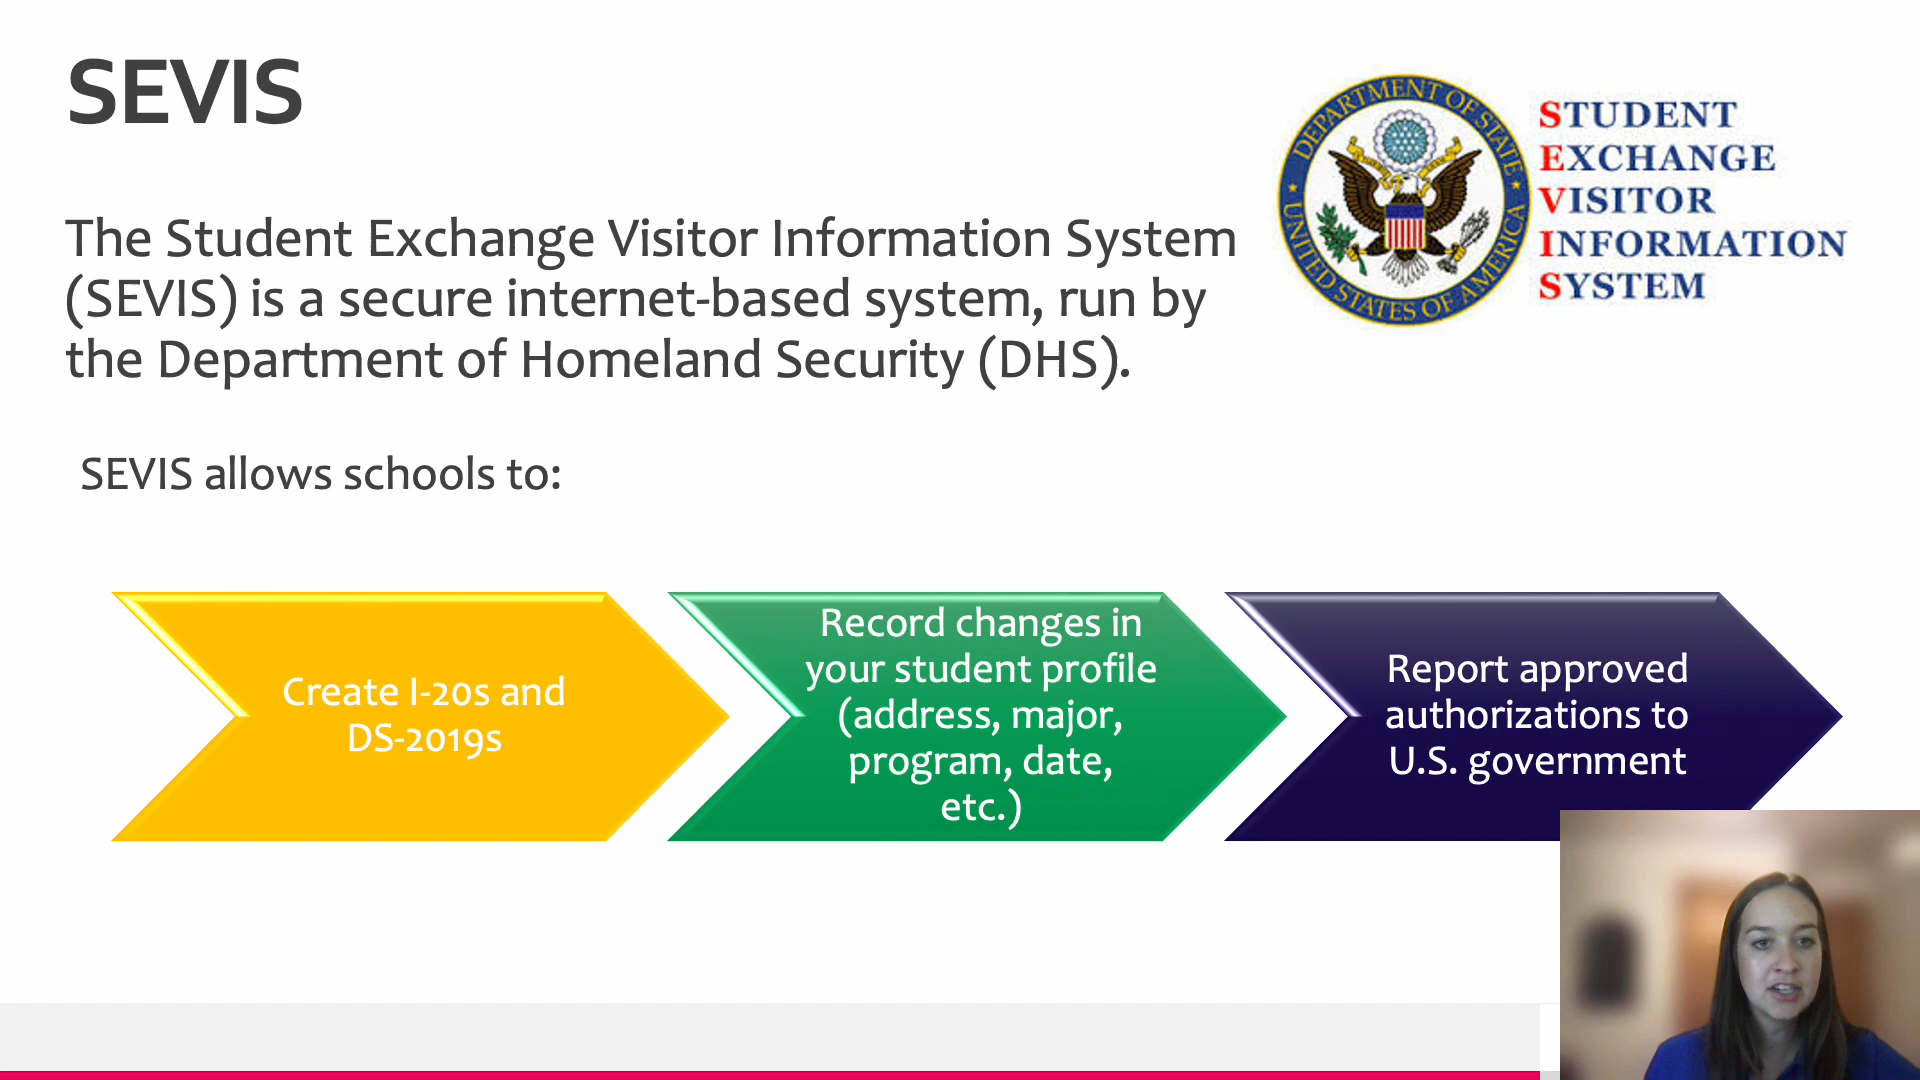 SEVIS
DEPARTMENT OF STATE
UNITED STATES OF AMERICA
STUDENT
EXCHANGE
VISITOR
INFORMATION
SYSTEM
The Student Exchange Visitor Information System
(SEVIS) is a secure internet-based system, run by
the Department of Homeland Security (DHS).
SEVIS allows schools to:
Create I-20s and
DS-2019s
Record changes in
your student profile
(address, major,
program, date,
etc.)
Report approved
authorizations to
U.S. government